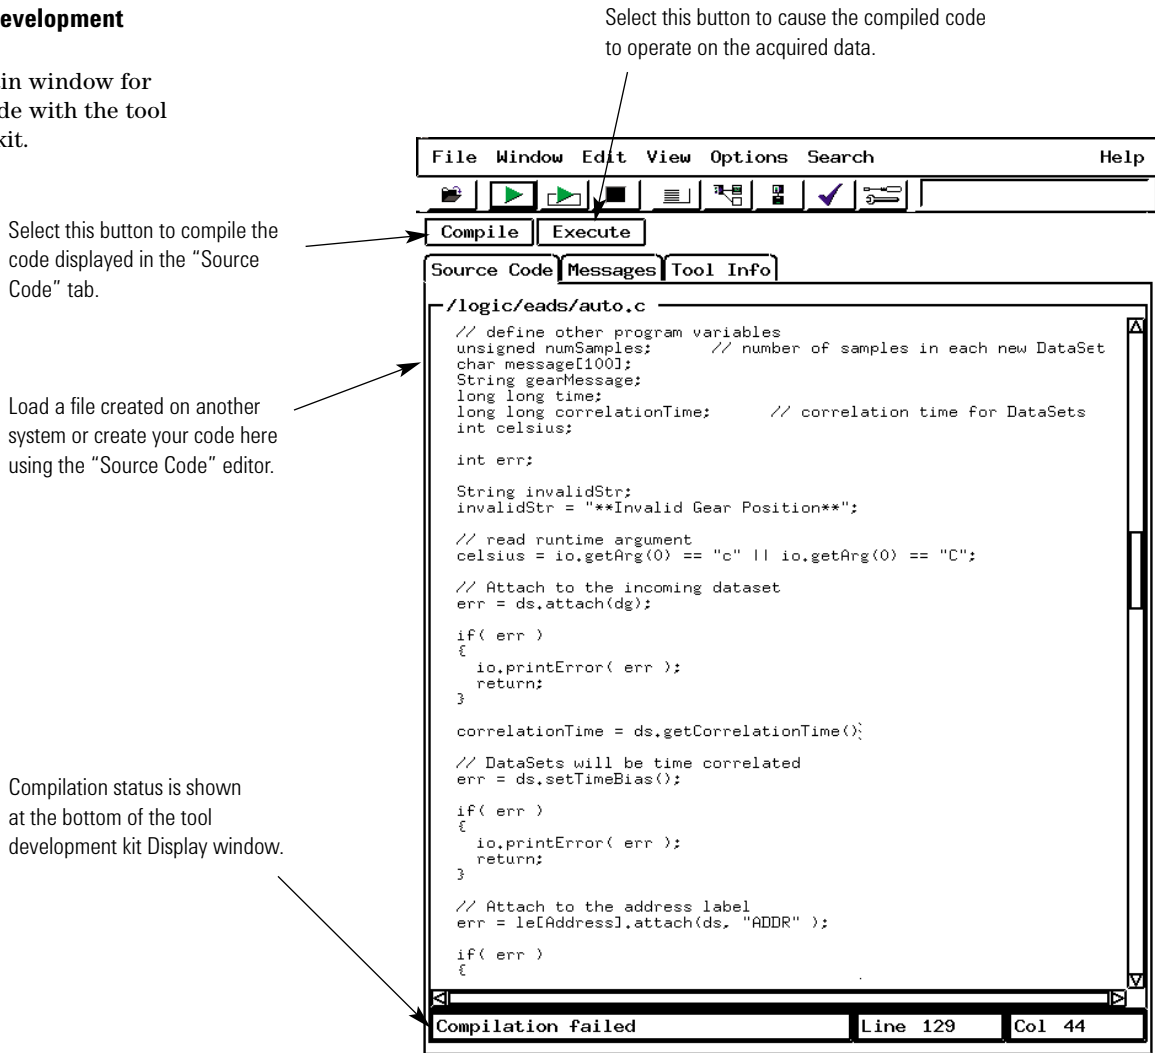 evelopment
in window for
de with the tool
kit.
Select this button to cause the compiled code
to operate on the acquired data.
Select this button to compile the
code displayed in the “Source
Code” tab.
Load a file created on another
system or create your code here
using the “Source Code” editor.
Compilation status is shown
at the bottom of the tool
development kit Display window.
File Window Edit View Options Search Help
Compile Execute
Source Code Messages Tool Info
/logic/eads/auto.c
// define other program variables
unsigned numSamples; // number of samples in each new DataSet
char message[100];
String gearMessage;
long long time;
long long correlationTime; // correlation time for DataSets
int celsius;
int err;
String invalidStr;
invalidStr = "**Invalid Gear Position**";
// read runtime argument
celsius = io.getArg(0) == "c" || io.getArg(0) == "C";
// Attach to the incoming dataset
err = ds.attach(dg);
if( err )
{
io.printError( err );
return;
}
correlationTime = ds.getCorrelationTime();
// DataSets will be time correlated
err = ds.setTimeBias();
if( err )
{
io.printError( err );
return;
}
// Attach to the address label
err = le[Address].attach(ds, "ADDR" );
if( err )
{
Compilation failed Line 129 Col 44